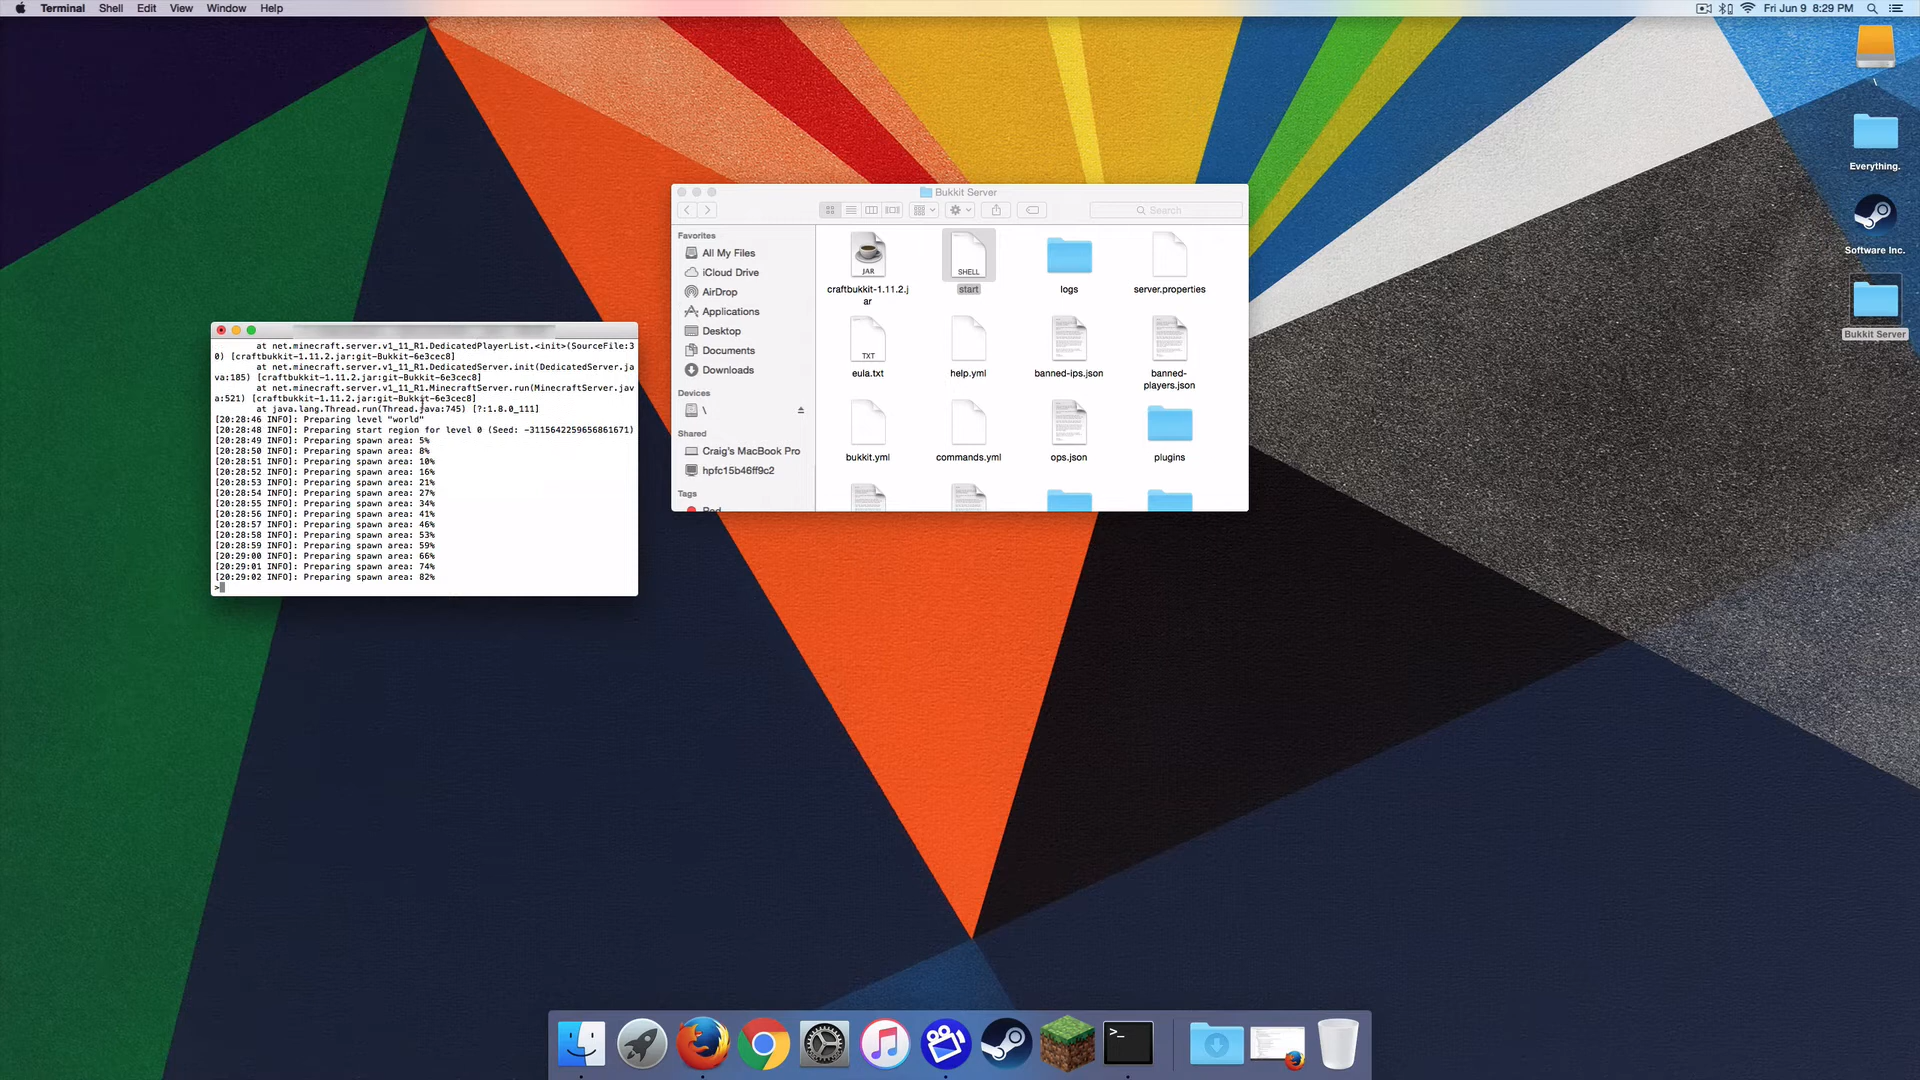 Terminal Shell Edit View Window Help
Fri Jun 9 8:29 PM
\
Everything.
Software Inc.
Bukkit Server
Bukkit Server
Search
Favorites
All My Files
iCloud Drive
AirDrop
Applications
Desktop
Documents
Downloads
Devices
\
Shared
Craig's MacBook Pro
hpfc15b46ff9c2
Tags
Red
JAR
SHELL
craftbukkit-1.11.2.j
ar
start
logs
server.properties
TXT
eula.txt
help.yml
banned-ips.json
banned-
players.json
bukkit.yml
commands.yml
ops.json
plugins
at net.minecraft.server.v1_11_R1.DedicatedPlayerList.<init>(SourceFile:3
0) [craftbukkit-1.11.2.jar:git-Bukkit-6e3cec8]
at net.minecraft.server.v1_11_R1.DedicatedServer.init(DedicatedServer.ja
va:185) [craftbukkit-1.11.2.jar:git-Bukkit-6e3cec8]
at net.minecraft.server.v1_11_R1.MinecraftServer.run(MinecraftServer.jav
a:521) [craftbukkit-1.11.2.jar:git-Bukkit-6e3cec8]
at java.lang.Thread.run(Thread.java:745) [?:1.8.0_111]
[20:28:46 INFO]: Preparing level "world"
[20:28:48 INFO]: Preparing start region for level 0 (Seed: -3115642259656861671)
[20:28:49 INFO]: Preparing spawn area: 5%
[20:28:50 INFO]: Preparing spawn area: 8%
[20:28:51 INFO]: Preparing spawn area: 10%
[20:28:52 INFO]: Preparing spawn area: 16%
[20:28:53 INFO]: Preparing spawn area: 21%
[20:28:54 INFO]: Preparing spawn area: 27%
[20:28:55 INFO]: Preparing spawn area: 34%
[20:28:56 INFO]: Preparing spawn area: 41%
[20:28:57 INFO]: Preparing spawn area: 46%
[20:28:58 INFO]: Preparing spawn area: 53%
[20:28:59 INFO]: Preparing spawn area: 59%
[20:29:00 INFO]: Preparing spawn area: 66%
[20:29:01 INFO]: Preparing spawn area: 74%
[20:29:02 INFO]: Preparing spawn area: 82%
>
>_